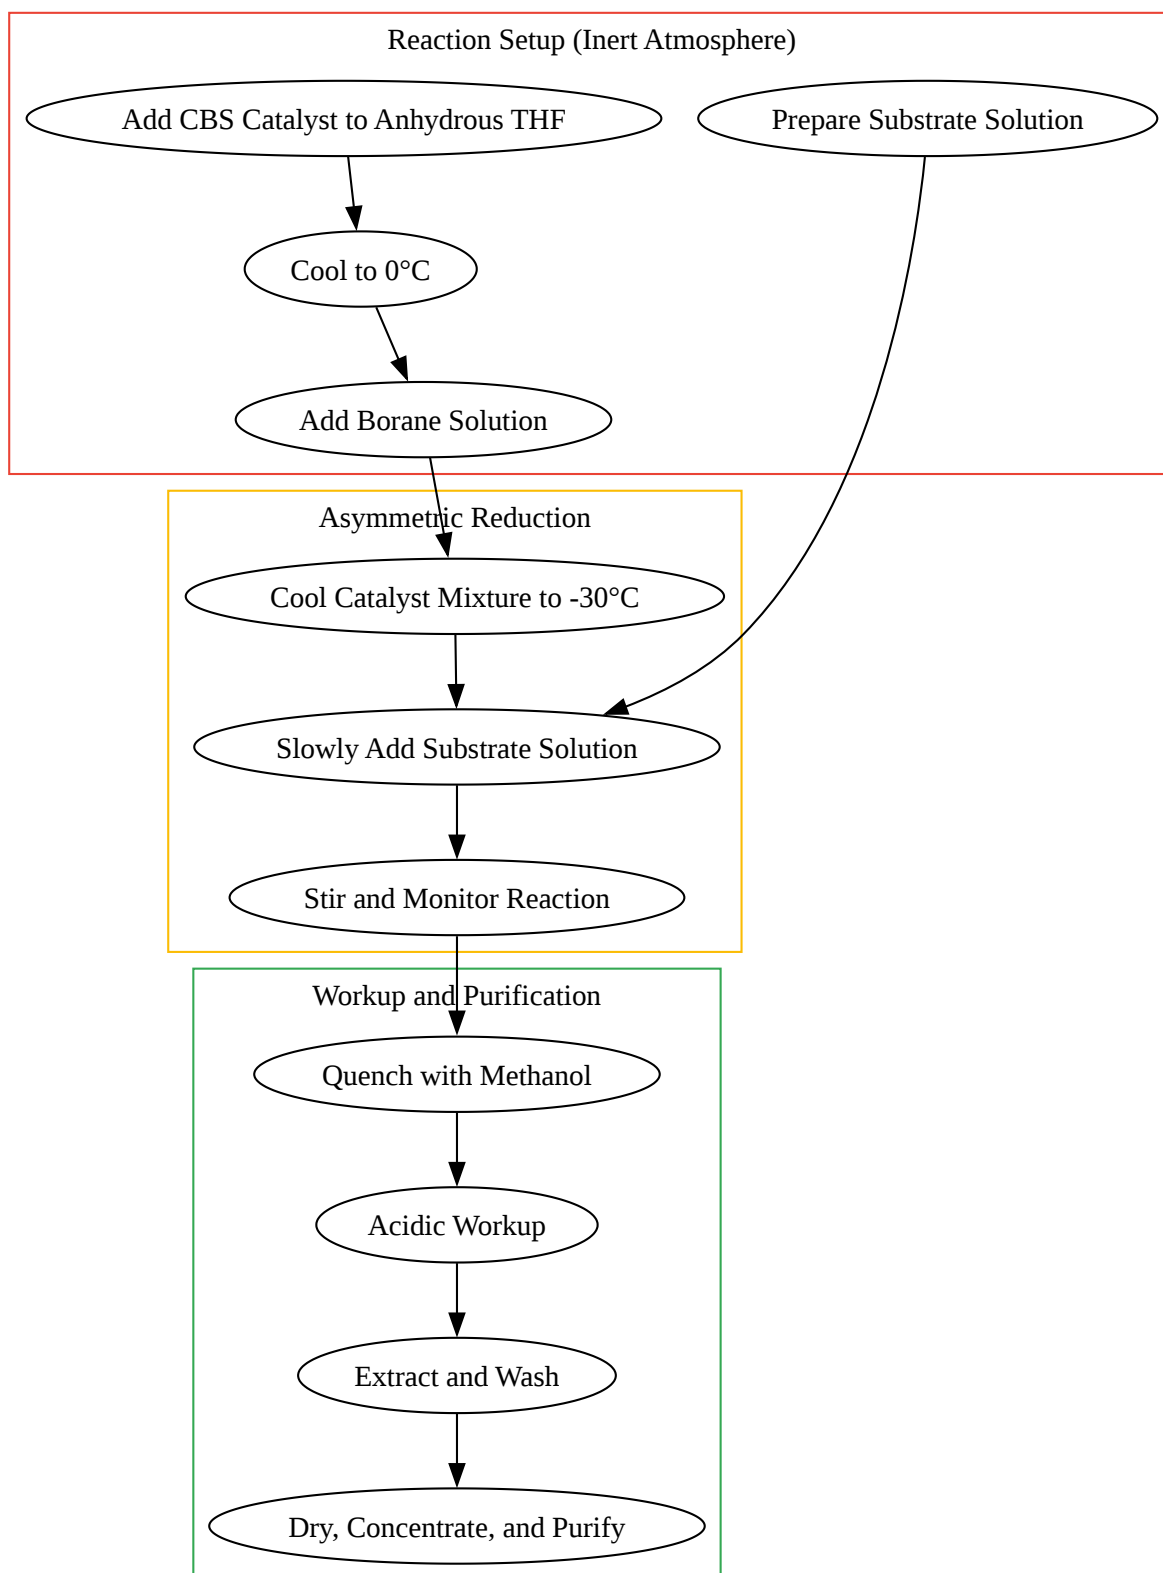 Reaction Setup (Inert Atmosphere)
Add CBS Catalyst to Anhydrous THF
Prepare Substrate Solution
Cool to 0°C
Add Borane Solution
Asymmetric Reduction
Cool Catalyst Mixture to -30°C
Slowly Add Substrate Solution
Stir and Monitor Reaction
Workup and Purification
Quench with Methanol
Acidic Workup
Extract and Wash
Dry, Concentrate, and Purify